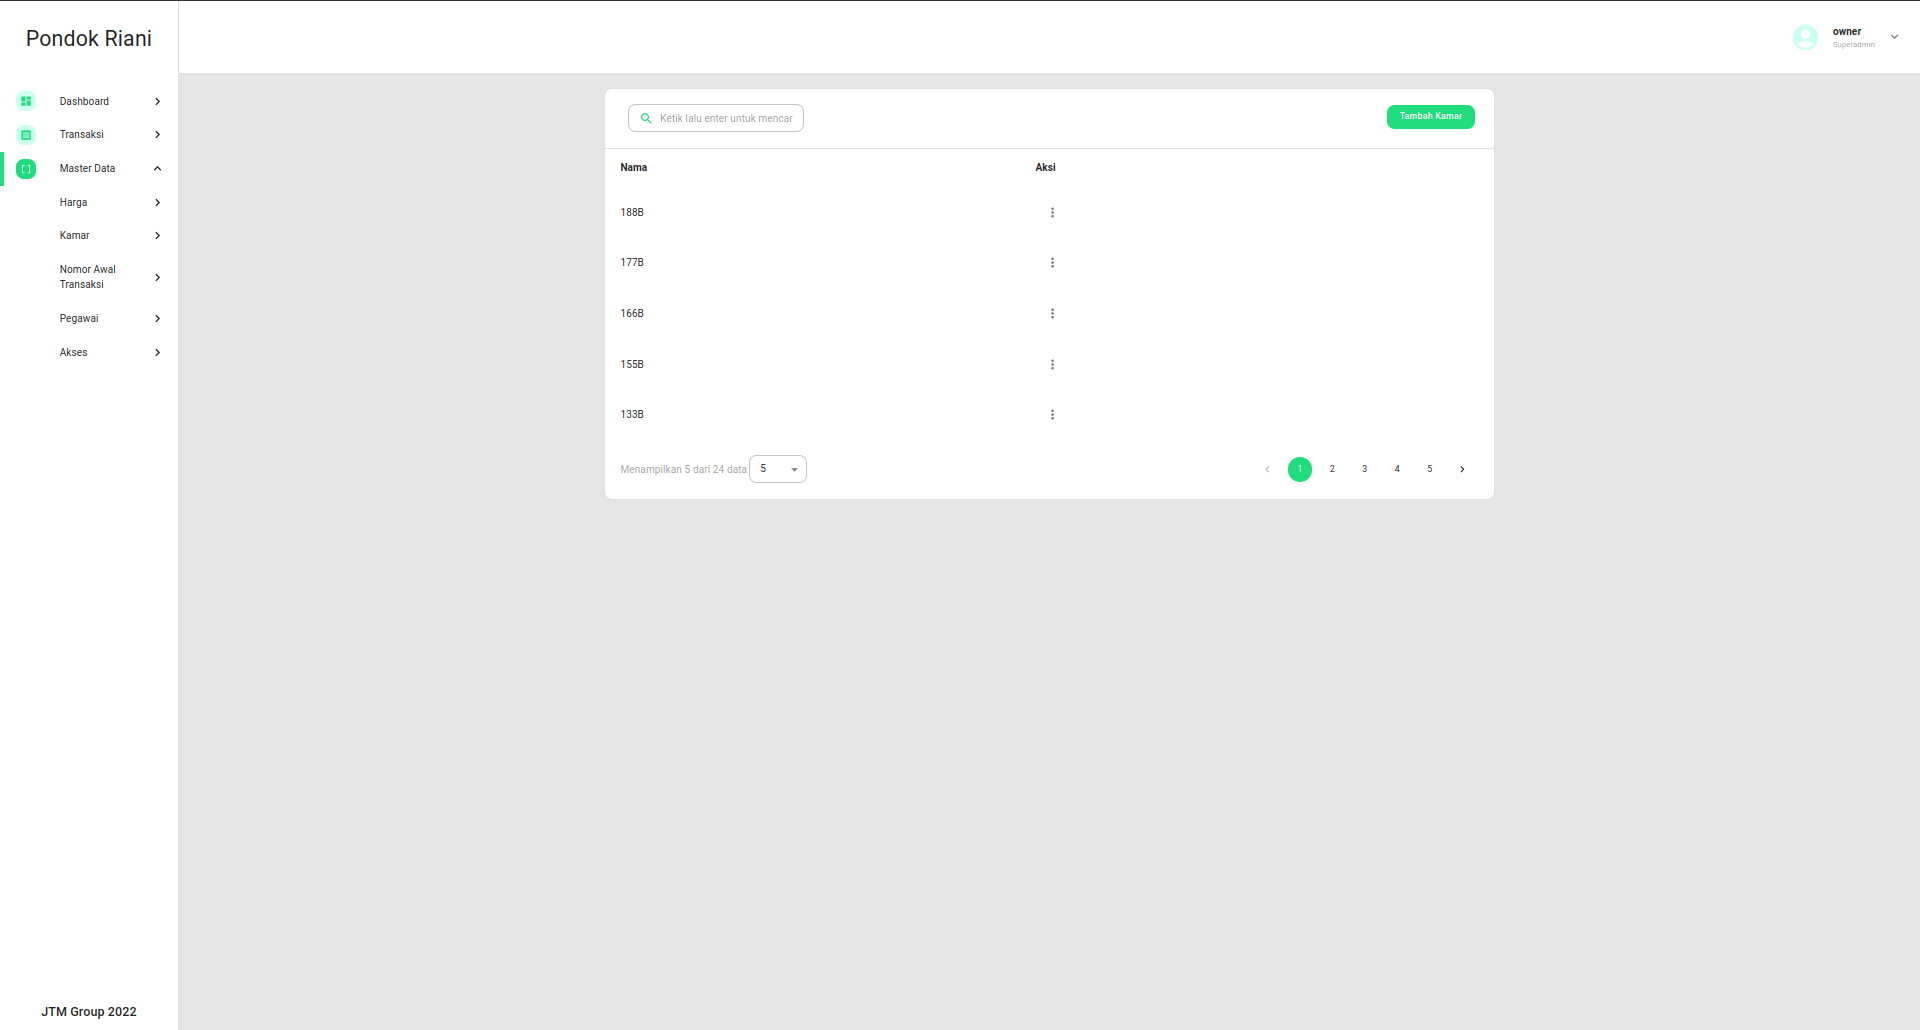 Pondok Riani
owner
Superadmin
Dashboard
Transaksi
Master Data
Harga
Kamar
Nomor Awal
Transaksi
Pegawai
Akses
JTM Group 2022
Ketik lalu enter untuk mencar
Tambah Kamar
Nama Aksi
188B
177B
166B
155B
133B
Menampilkan 5 dari 24 data 5
1 2 3 4 5